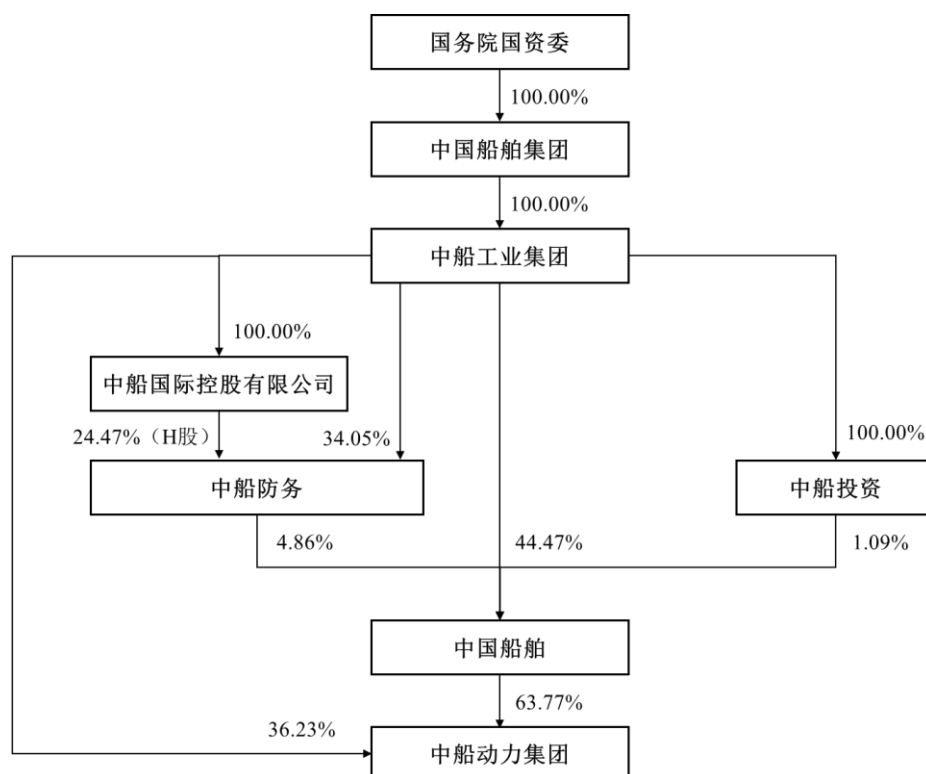 国务院国资委
100.00%
中国船舶集团
100.00%
中船工业集团
100.00%
中船国际控股有限公司
24.47%（H股）
34.05%
100.00%
中船防务
中船投资
4.86%
44.47%
1.09%
中国船舶
63.77%
36.23%
中船动力集团